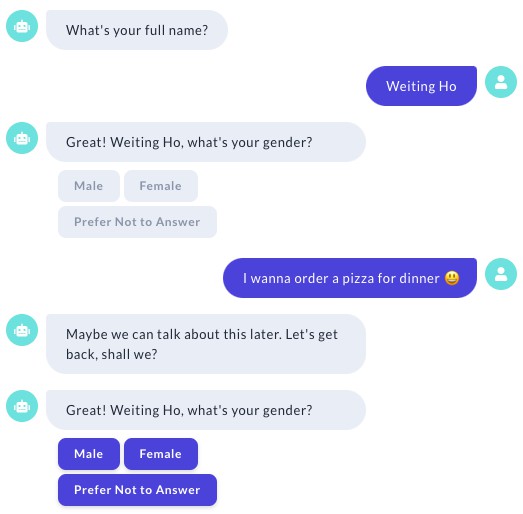 What's your full name?
Weiting Ho
Great! Weiting Ho, what's your gender?
Male Female
Prefer Not to Answer
I wanna order a pizza for dinner 😃
Maybe we can talk about this later. Let's get
back, shall we?
Great! Weiting Ho, what's your gender?
Male Female
Prefer Not to Answer